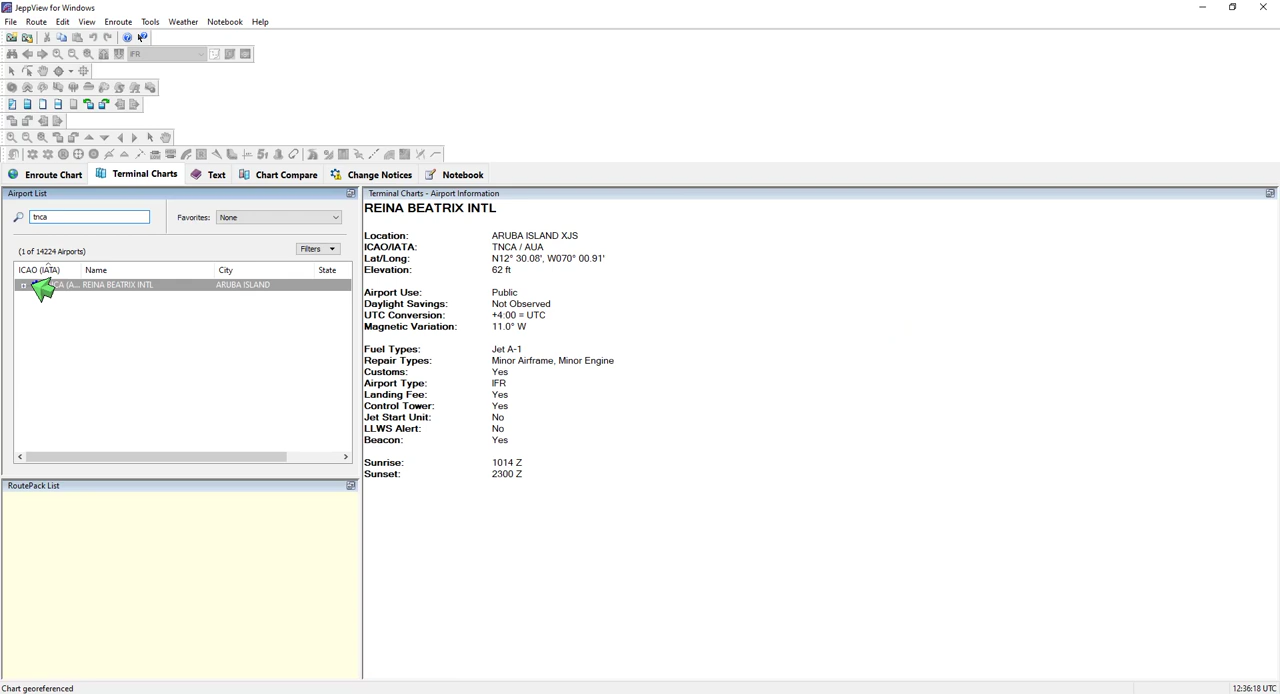 JeppView for Windows
File Route Edit View Enroute Tools Weather Notebook Help
IFR
Enroute Chart Terminal Charts Text Chart Compare Change Notices Notebook
Airport List
tnca Favorites: None
(1 of 14224 Airports) Filters
ICAO (IATA) Name City State
REINA BEATRIX INTL ARUBA ISLAND
RoutePack List
Terminal Charts - Airport Information
REINA BEATRIX INTL
Location: ARUBA ISLAND XJS
ICAO/IATA: TNCA / AUA
Lat/Long: N12° 30.08', W070° 00.91'
Elevation: 62 ft
Airport Use: Public
Daylight Savings: Not Observed
UTC Conversion: +4:00 = UTC
Magnetic Variation: 11.0° W
Fuel Types: Jet A-1
Repair Types: Minor Airframe, Minor Engine
Customs: Yes
Airport Type: IFR
Landing Fee: Yes
Control Tower: Yes
Jet Start Unit: No
LLWS Alert: No
Beacon: Yes
Sunrise: 1014 Z
Sunset: 2300 Z
Chart georeferenced 12:36:18 UTC